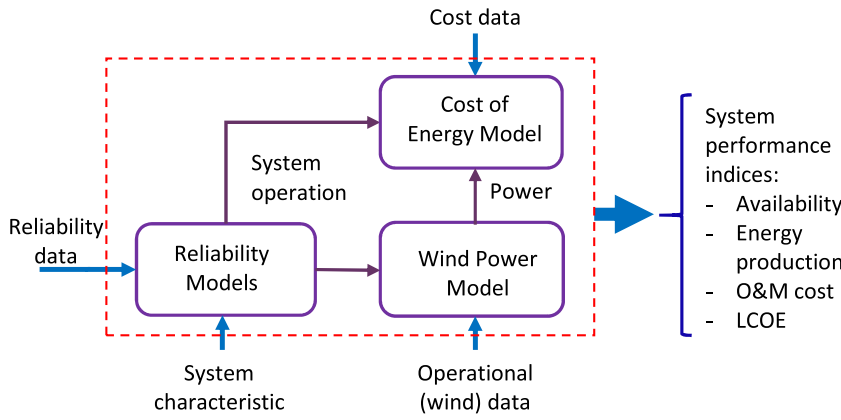 Cost data
Cost of
Energy Model
System
operation
Power
Reliability
data
Reliability
Models
Wind Power
Model
System
characteristic
Operational
(wind) data
System
performance
indices:
- Availability
- Energy
production
- O&M cost
- LCOE